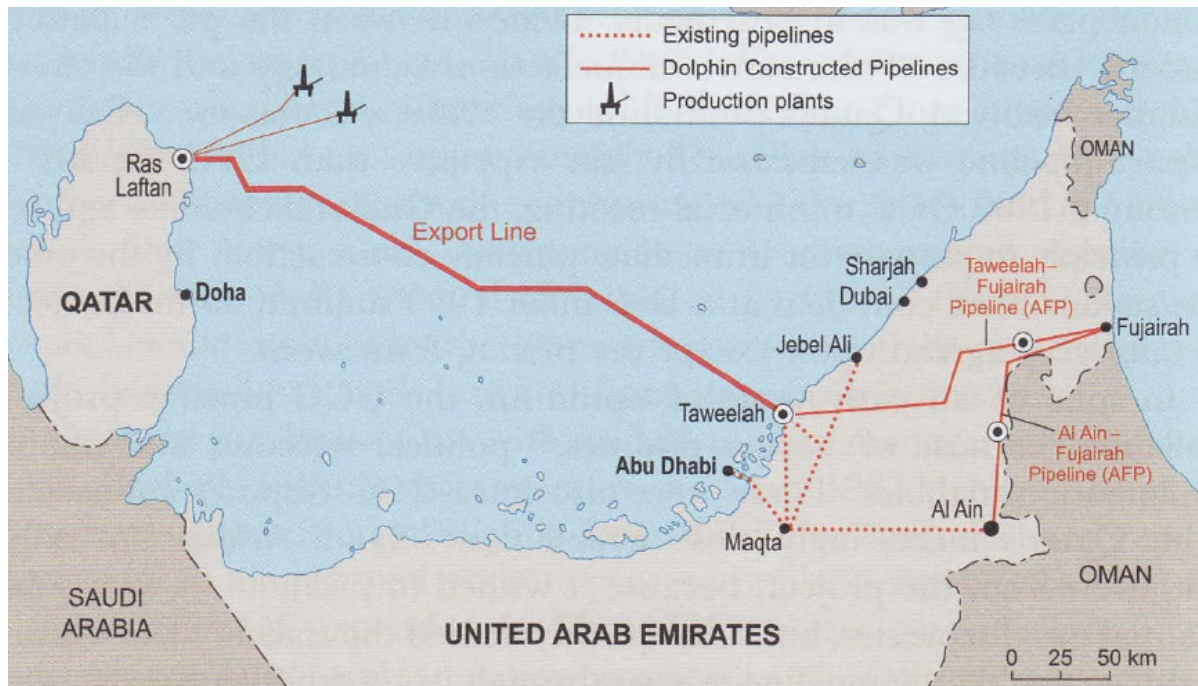 Existing pipelines
Dolphin Constructed Pipelines
Production plants
OMAN
Ras
Laftan
Export Line
QATAR
Doha
Sharjah
Dubai
Taweelah–
Fujairah
Pipeline (AFP)
Fujairah
Jebel Ali
Taweelah
Al Ain–
Fujairah
Pipeline (AFP)
Abu Dhabi
Al Ain
Maqta
OMAN
SAUDI
ARABIA
UNITED ARAB EMIRATES
0 25 50 km